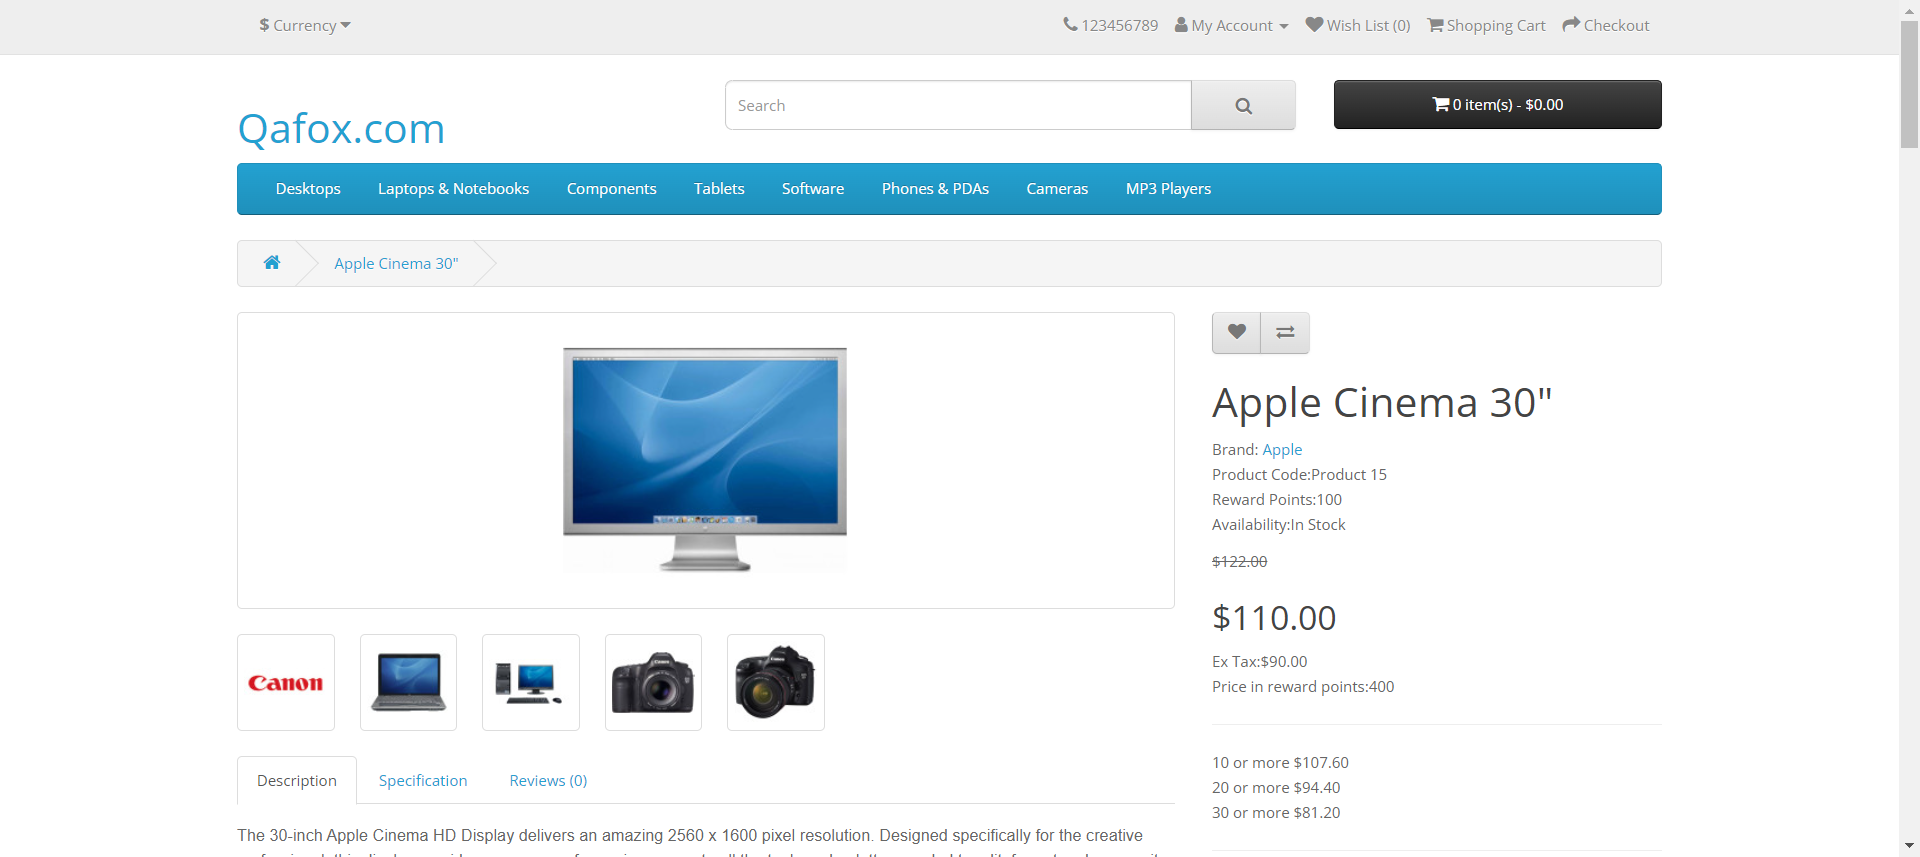 $ Currency
123456789 My Account Wish List (0) Shopping Cart Checkout
Qafox.com
Search
0 item(s) - $0.00
Desktops Laptops & Notebooks Components Tablets Software Phones & PDAs Cameras MP3 Players
Apple Cinema 30"
Canon
Description Specification Reviews (0)
The 30-inch Apple Cinema HD Display delivers an amazing 2560 x 1600 pixel resolution. Designed specifically for the creative
Apple Cinema 30"
Brand: Apple
Product Code:Product 15
Reward Points:100
Availability:In Stock
$122.00
$110.00
Ex Tax:$90.00
Price in reward points:400
10 or more $107.60
20 or more $94.40
30 or more $81.20